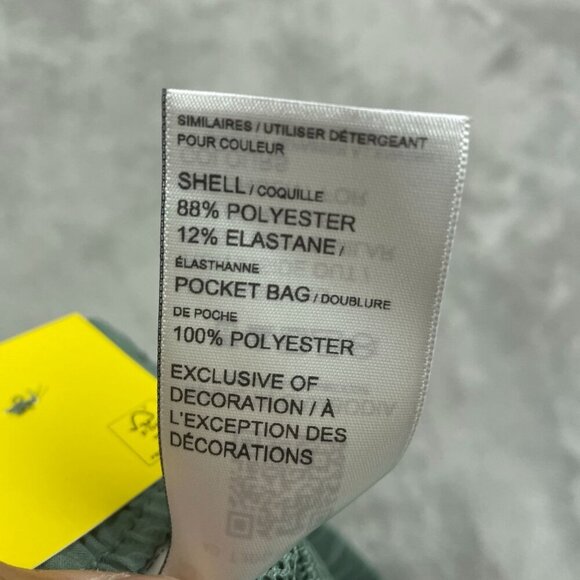 SIMILAIRES / UTILISER DÉTERGEANT
POUR COULEUR
SHELL / COQUILLE
88% POLYESTER
12% ELASTANE /
ÉLASTHANNE
POCKET BAG / DOUBLURE
DE POCHE
100% POLYESTER
EXCLUSIVE OF
DECORATION / À
L'EXCEPTION DES
DÉCORATIONS